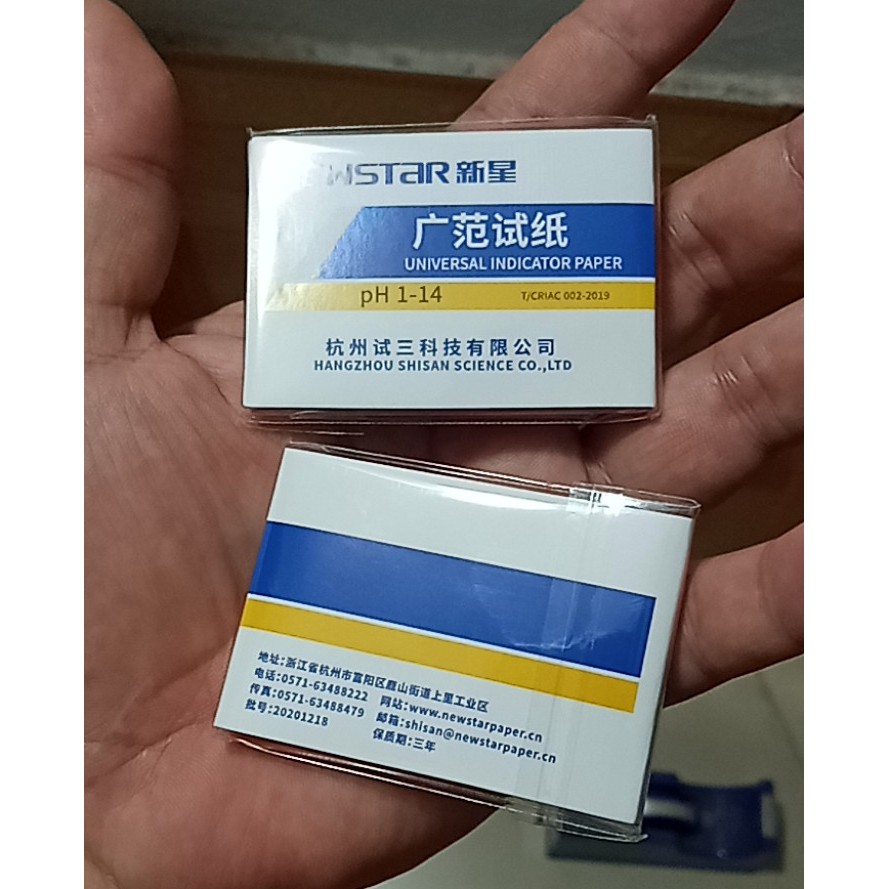 WSTAR 新星
广范试纸
UNIVERSAL INDICATOR PAPER
pH 1-14 T/CRIAC 002-2019
杭州试三科技有限公司
HANGZHOU SHISAN SCIENCE CO.,LTD
地址:浙江省杭州市富阳区鹿山街道上里工业区
电话:0571-63488222 网站:www.newstarpaper.cn
传真:0571-63488479 邮箱:shisan@newstarpaper.cn
批号:20201218 保质期:三年